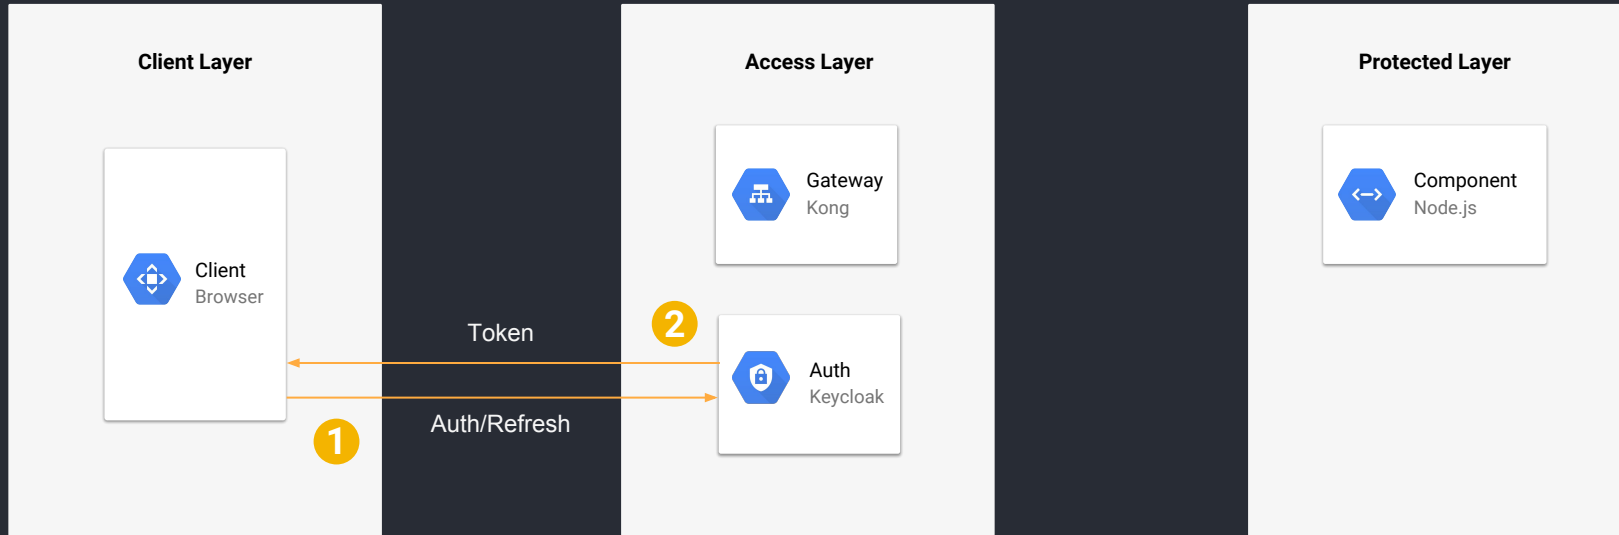 Client Layer
Access Layer
Protected Layer
Gateway
Kong
Component
Node.js
Client
Browser
Token
2
Auth
Keycloak
Auth/Refresh
1